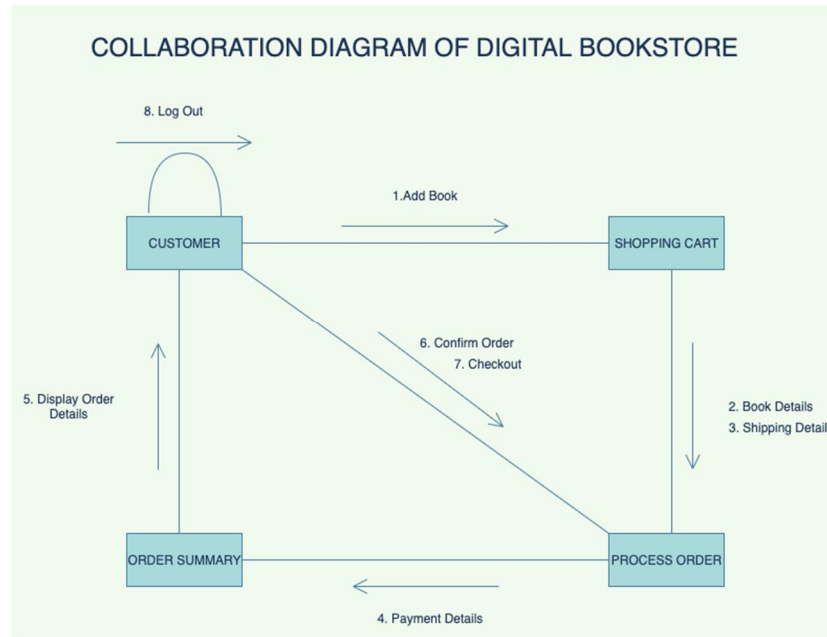 COLLABORATION DIAGRAM OF DIGITAL BOOKSTORE
8. Log Out
1.Add Book
CUSTOMER
SHOPPING CART
6. Confirm Order
7. Checkout
5. Display Order
Details
2. Book Details
3. Shipping Detail
ORDER SUMMARY
PROCESS ORDER
4. Payment Details